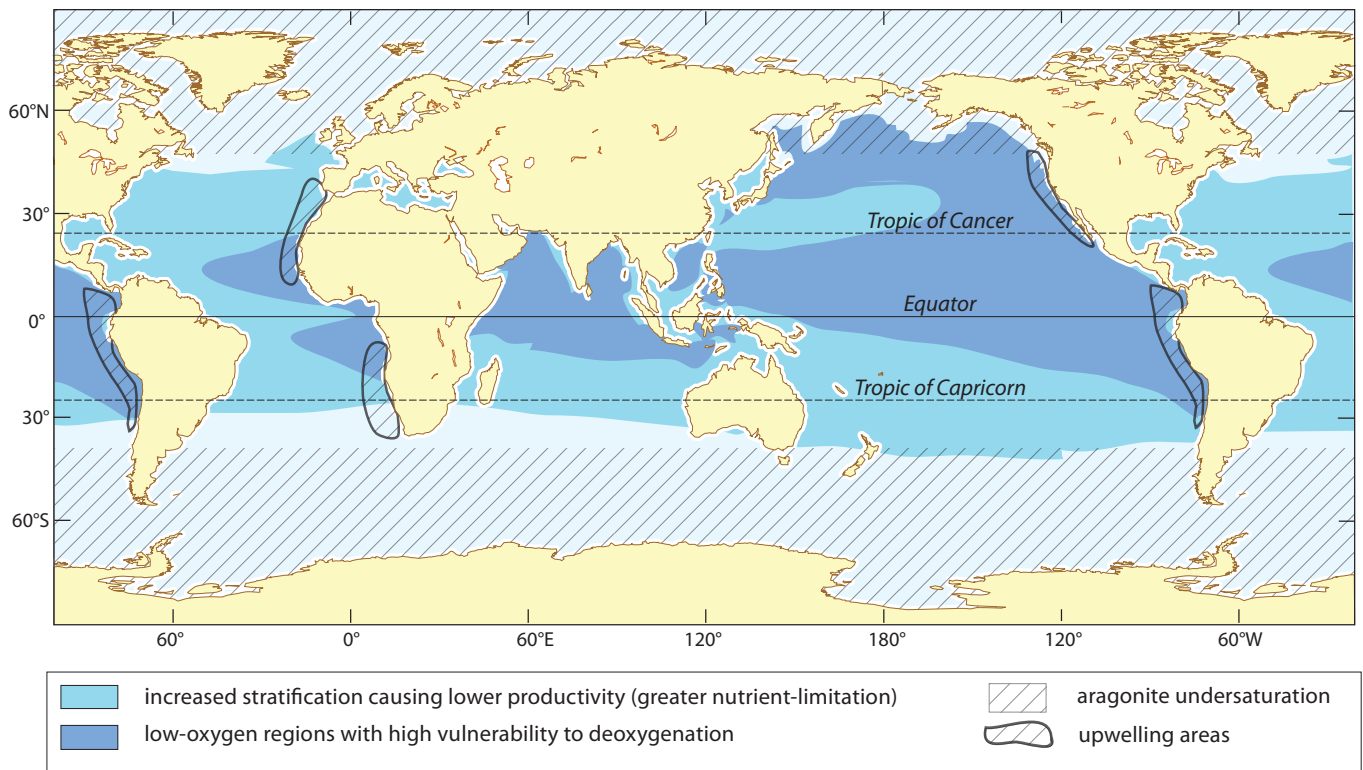 60°N
30°N
Tropic of Cancer
0°
Equator
Tropic of Capricorn
30°S
60°S
60° 0° 60°E 120° 180° 120° 60°W
increased stratification causing lower productivity (greater nutrient-limitation)
aragonite undersaturation
low-oxygen regions with high vulnerability to deoxygenation
upwelling areas